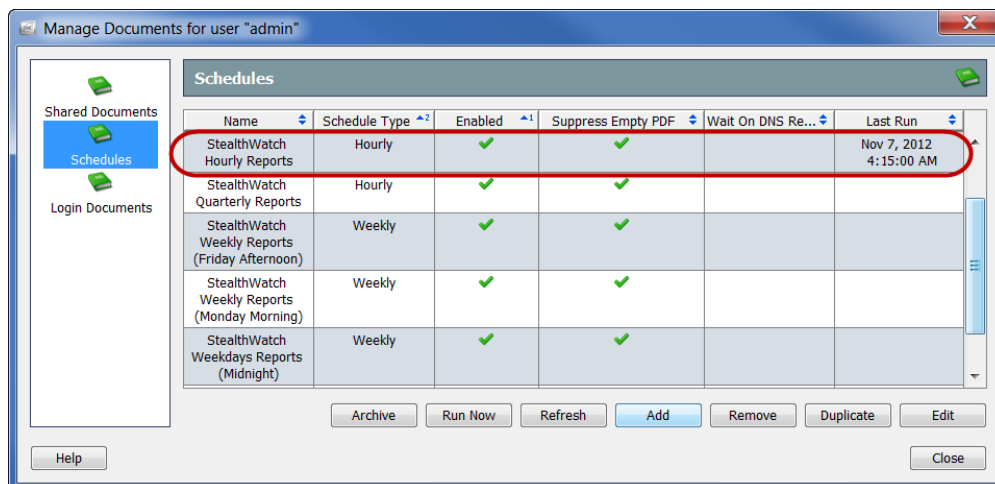 Manage Documents for user "admin"
Shared Documents
Schedules
Login Documents
Schedules
Name Schedule Type 2 Enabled 1 Suppress Empty PDF Wait On DNS Re... Last Run
StealthWatch Hourly Nov 7, 2012
Hourly Reports 4:15:00 AM
StealthWatch Hourly
Quarterly Reports
StealthWatch Weekly
Weekly Reports
(Friday Afternoon)
StealthWatch Weekly
Weekly Reports
(Monday Morning)
StealthWatch Weekly
Weekdays Reports
(Midnight)
Archive Run Now Refresh Add Remove Duplicate Edit
Help Close